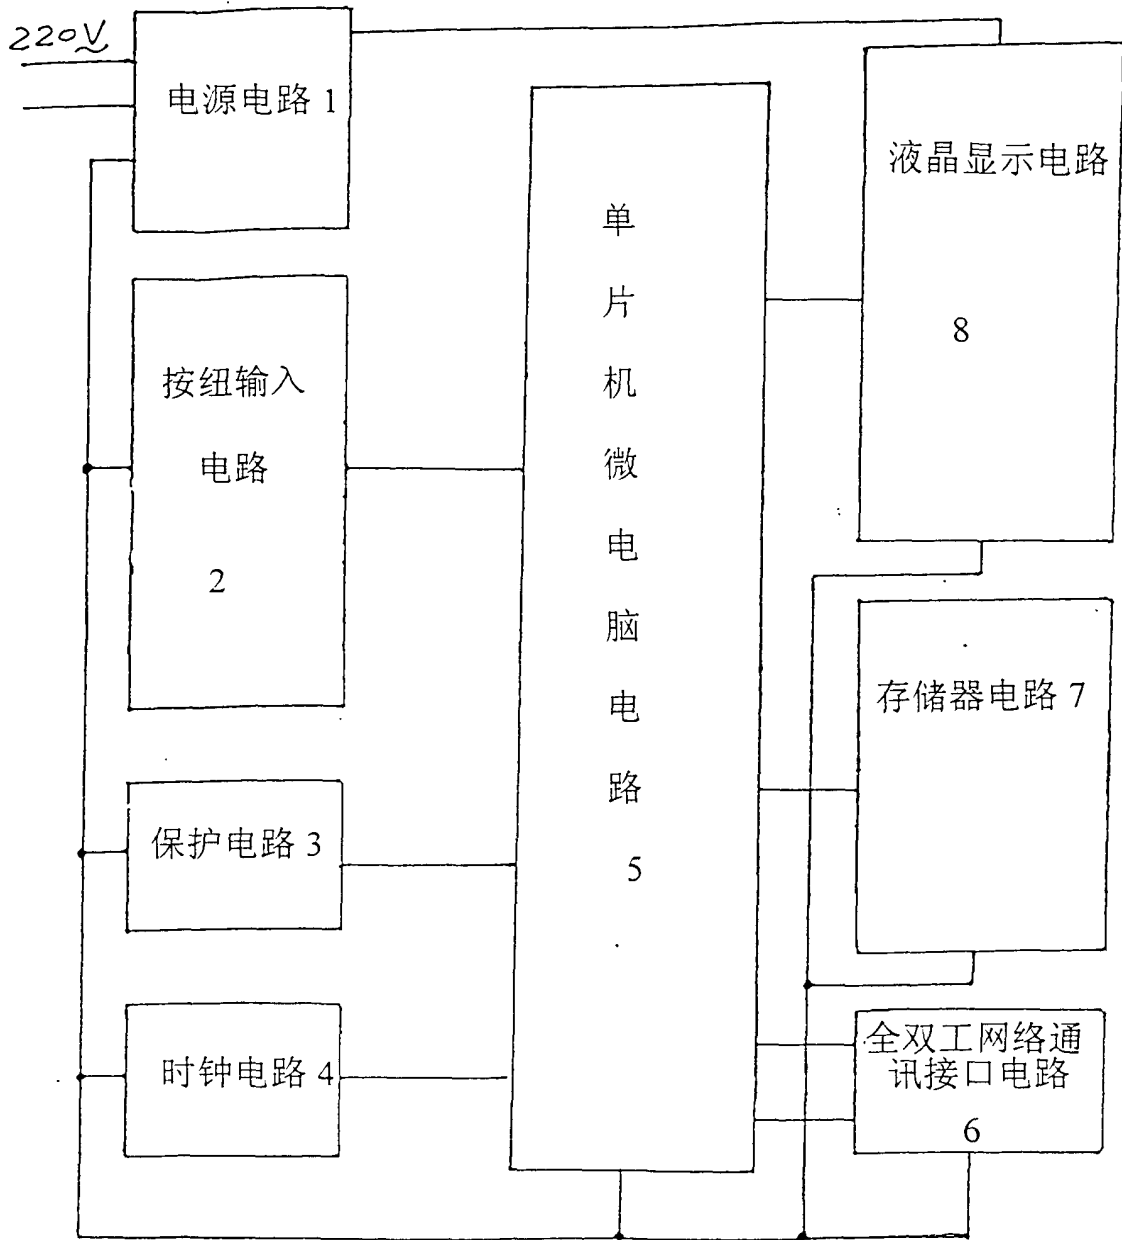 220V
~
电源电路 1
按纽输入
电路
2
保护电路 3
时钟电路 4
单
片
机
微
电
脑
电
路
5
液晶显示电路
8
存储器电路 7
全双工网络通
讯接口电路
6